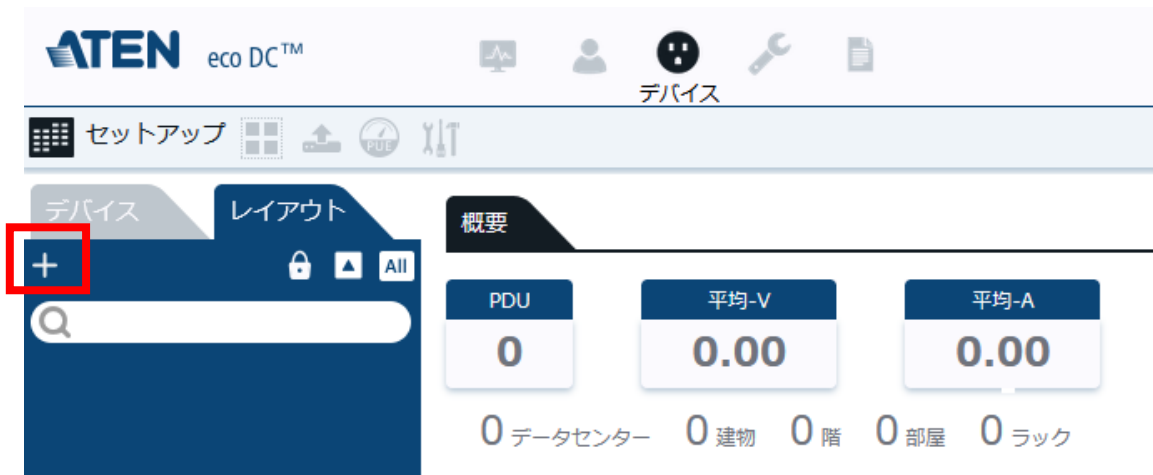 ATEN eco DC™
デバイス
セットアップ PUE
デバイス レイアウト
概要
All
PDU 平均-V 平均-A
0 0.00 0.00
0 データセンター 0 建物 0 階 0 部屋 0 ラック